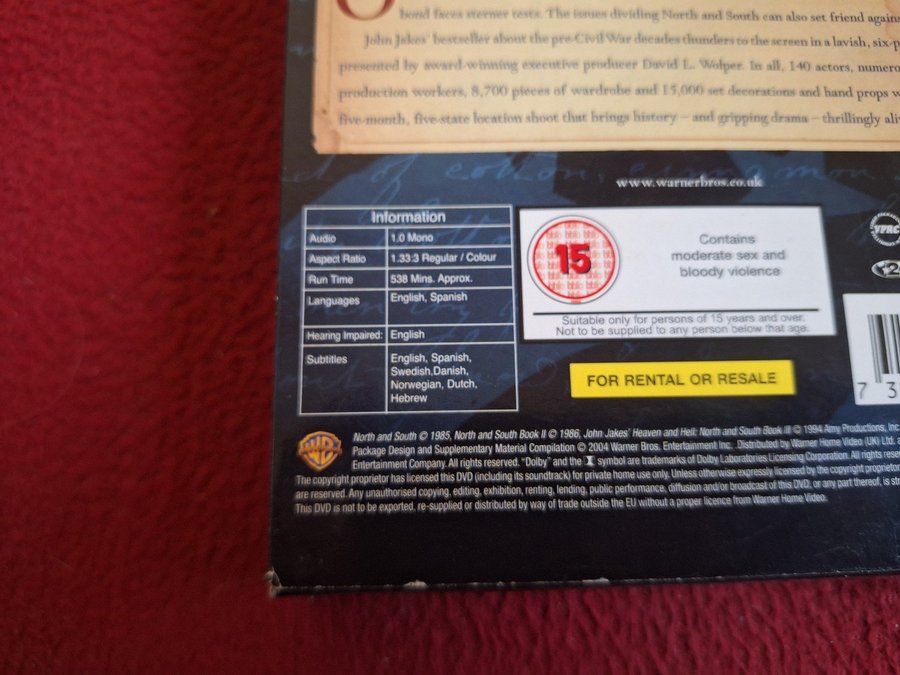 bond faces sterner tests. The issues dividing North and South can also set friend agains
John Jakes' bestseller about the pre-Civil War decades thunders to the screen in a lavish, six-p
presented by award-winning executive producer David L. Wolper. In all, 140 actors, numero
production workers, 8,700 pieces of wardrobe and 15,000 set decorations and hand props w
five-month, five-state location shoot that brings history – and gripping drama – thrillingly ali
www.warnerbros.co.uk
Information
Audio 1.0 Mono
Aspect Ratio 1.33:3 Regular / Colour
Run Time 538 Mins. Approx.
Languages English, Spanish
Hearing Impaired: English
Subtitles English, Spanish,
Swedish,Danish,
Norwegian, Dutch,
Hebrew
15
Contains
moderate sex and
bloody violence
Suitable only for persons of 15 years and over.
Not to be supplied to any person below that age.
FOR RENTAL OR RESALE
VPRC
2
7 3
WB
North and South © 1985, North and South Book II © 1986, John Jakes' Heaven and Hell: North and South Book III © 1994 Amy Productions, Inc.
Package Design and Supplementary Material Compilation © 2004 Warner Bros. Entertainment Inc. Distributed by Warner Home Video (UK) Ltd. a
Entertainment Company. All rights reserved. "Dolby" and the symbol are trademarks of Dolby Laboratories Licensing Corporation. All rights rese
The copyright proprietor has licensed this DVD (including its soundtrack) for private home use only. Unless otherwise expressly licensed by the copyright proprietor
are reserved. Any unauthorised copying, editing, exhibition, renting, lending, public performance, diffusion and/or broadcast of this DVD, or any part thereof, is str
This DVD is not to be exported, re-supplied or distributed by way of trade outside the EU without a proper licence from Warner Home Video.